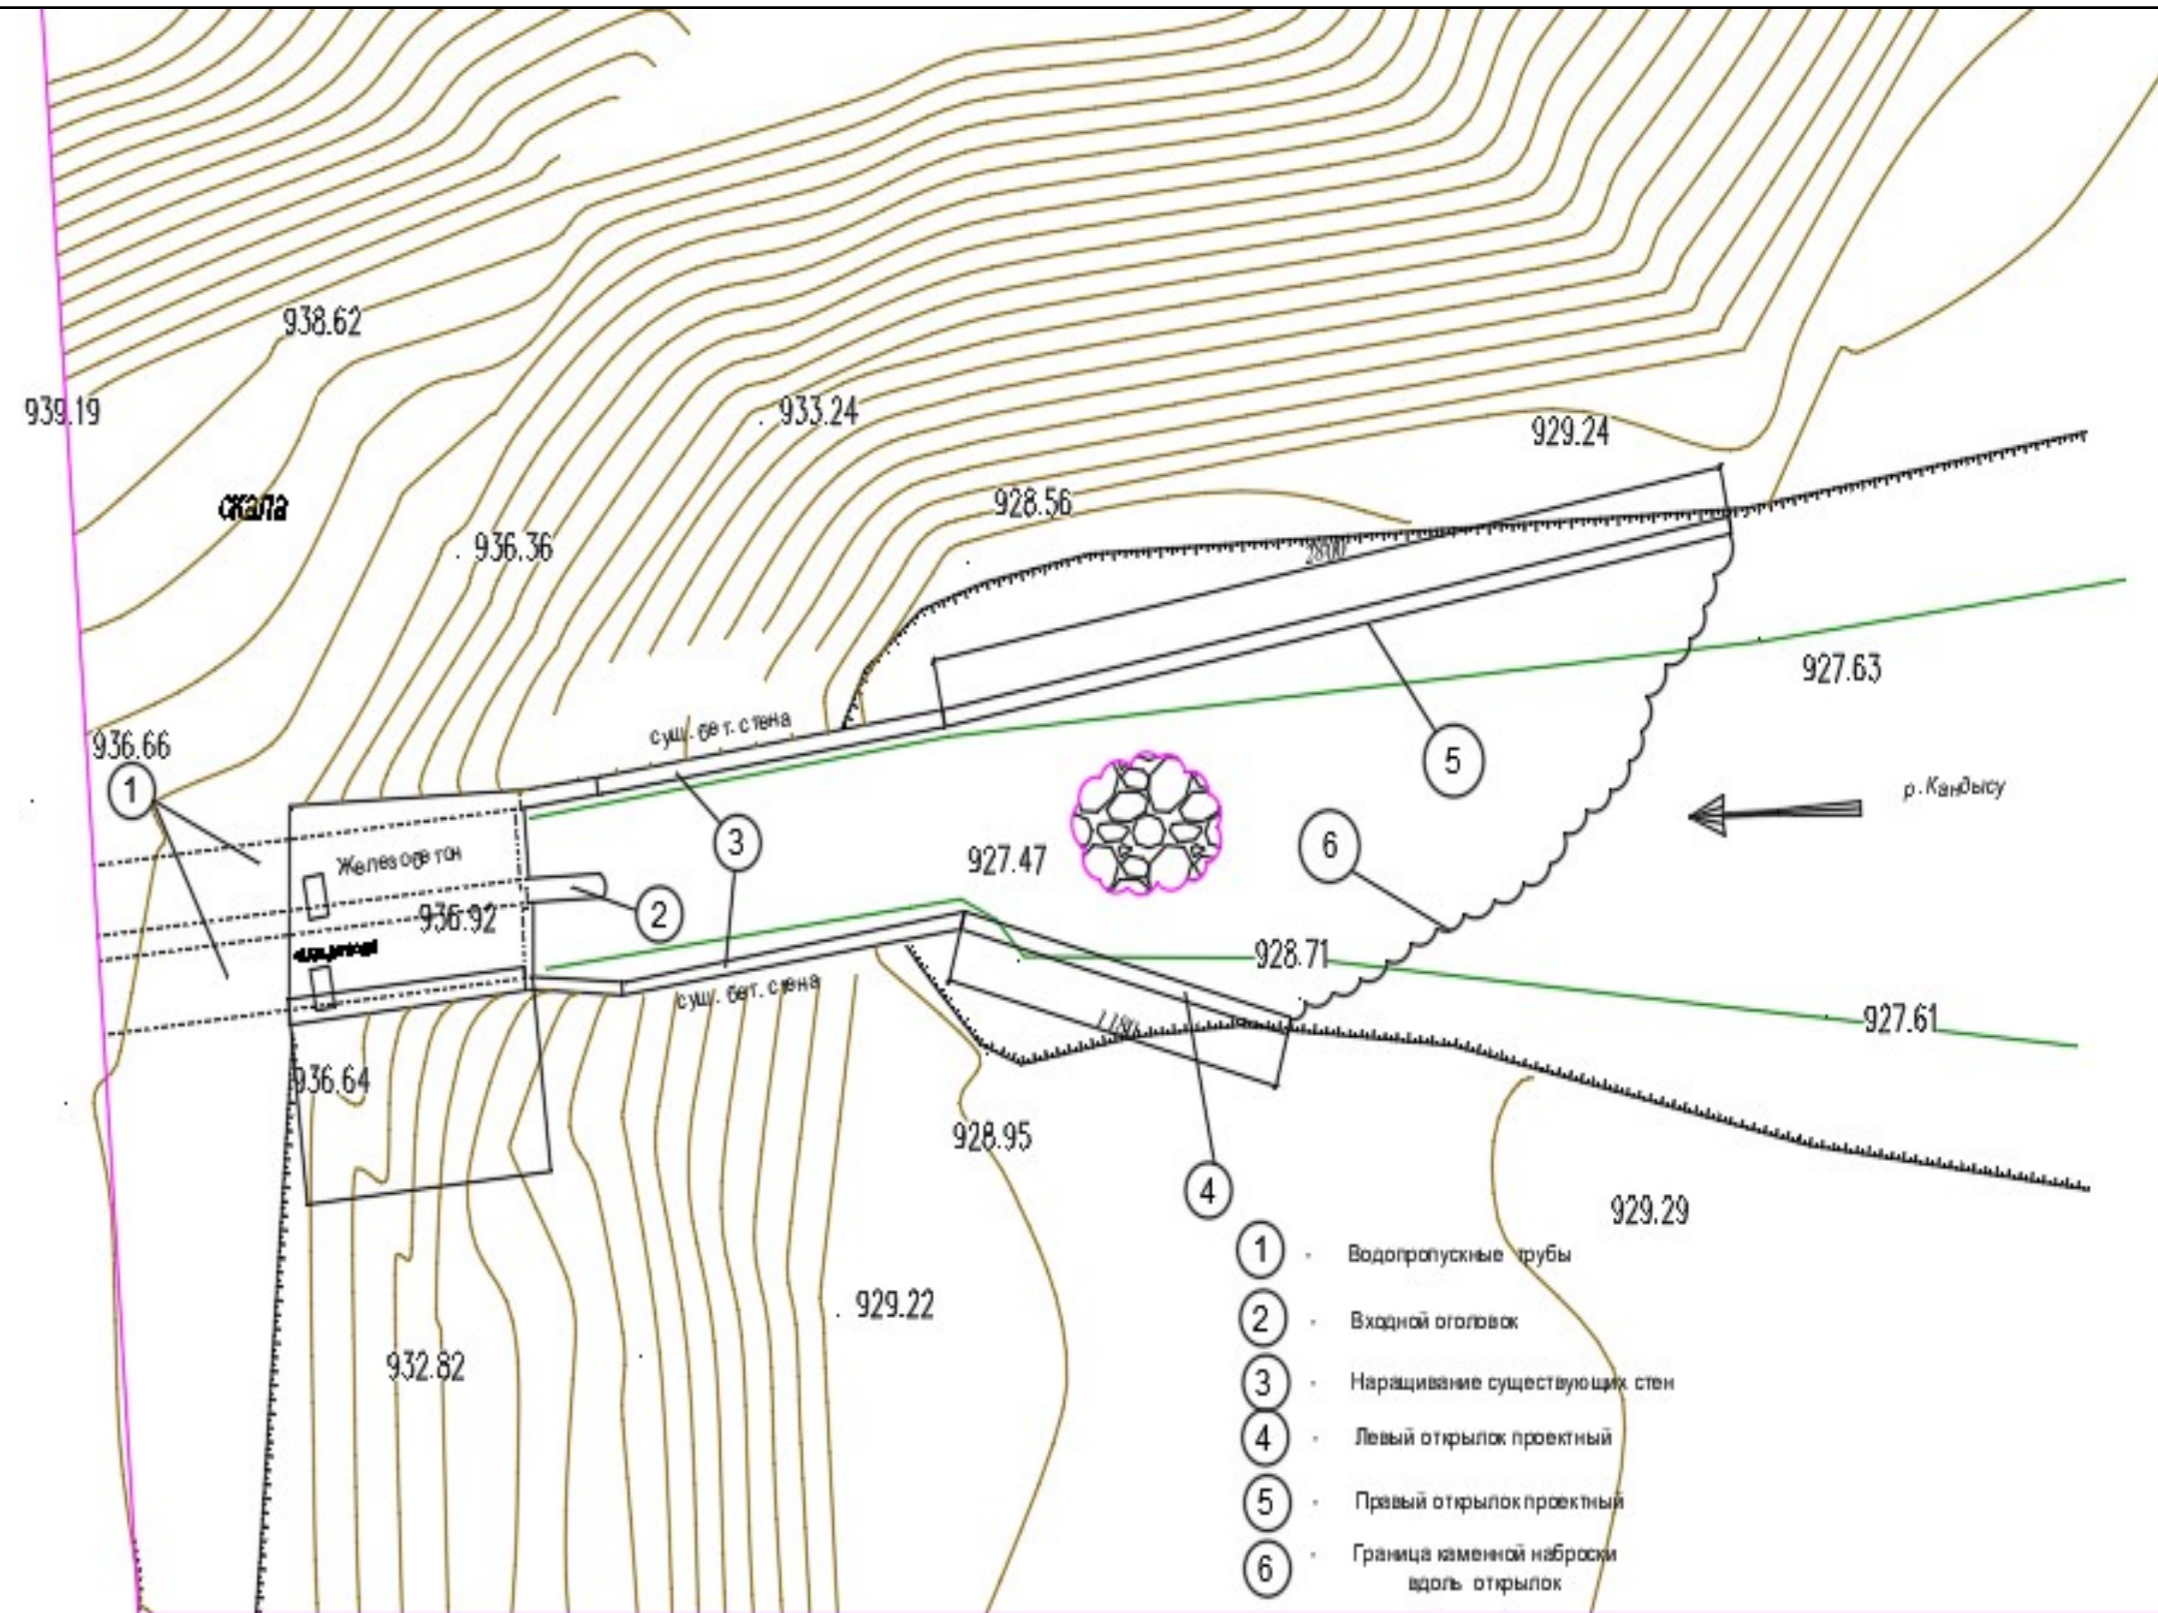 938.62
939.19
933.24
929.24
скала
928.56
936.36
2800
927.63
сущ. бет. стена
936.66
1
5
р. Кандысу
3
6
Железобетон
927.47
2
936.92
928.71
сущ. бет. стена
927.61
936.64
928.95
4
929.29
1 - Водопропускные трубы
929.22
2 - Входной оголовок
932.82
3 - Наращивание существующих стен
4 - Левый открылок проектный
5 - Правый открылок проектный
6 - Граница каменной наброски
вдоль открылок